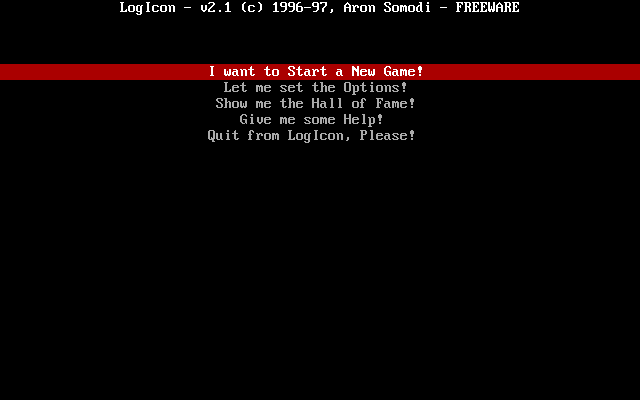 LogIcon - v2.1 (c) 1996-97, Aron Somodi - FREEWARE
I want to Start a New Game!
Let me set the Options!
Show me the Hall of Fame!
Give me some Help!
Quit from LogIcon, Please!